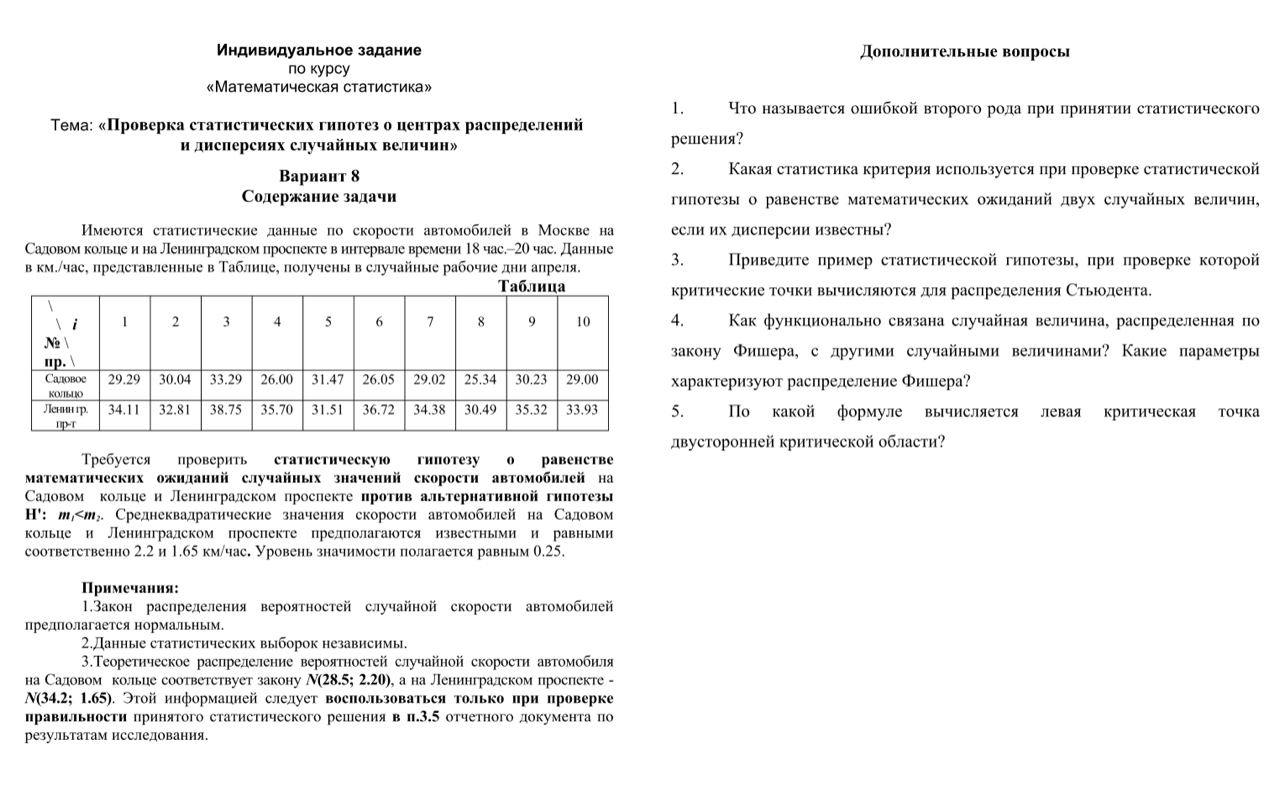 Индивидуальное задание
по курсу
«Математическая статистика»
Тема: «Проверка статистических гипотез о центрах распределений
и дисперсиях случайных величин»
Вариант 8
Содержание задачи
Имеются статистические данные по скорости автомобилей в Москве на
Садовом кольце и на Ленинградском проспекте в интервале времени 18 час.–20 час. Данные
в км./час, представленные в Таблице, получены в случайные рабочие дни апреля.
Таблица
\
\ i 1 2 3 4 5 6 7 8 9 10
№ \
пр. \
Садовое кольцо 29.29 30.04 33.29 26.00 31.47 26.05 29.02 25.34 30.23 29.00
Ленингр. пр-т 34.11 32.81 38.75 35.70 31.51 36.72 34.38 30.49 35.32 33.93
Требуется проверить статистическую гипотезу о равенстве
математических ожиданий случайных значений скорости автомобилей на
Садовом кольце и Ленинградском проспекте против альтернативной гипотезы
H': m₁<m₂. Среднеквадратические значения скорости автомобилей на Садовом
кольце и Ленинградском проспекте предполагаются известными и равными
соответственно 2.2 и 1.65 км/час. Уровень значимости полагается равным 0.25.
Примечания:
1.Закон распределения вероятностей случайной скорости автомобилей
предполагается нормальным.
2.Данные статистических выборок независимы.
3.Теоретическое распределение вероятностей случайной скорости автомобиля
на Садовом кольце соответствует закону N(28.5; 2.20), а на Ленинградском проспекте -
N(34.2; 1.65). Этой информацией следует воспользоваться только при проверке
правильности принятого статистического решения в п.3.5 отчетного документа по
результатам исследования.
Дополнительные вопросы
1. Что называется ошибкой второго рода при принятии статистического
решения?
2. Какая статистика критерия используется при проверке статистической
гипотезы о равенстве математических ожиданий двух случайных величин,
если их дисперсии известны?
3. Приведите пример статистической гипотезы, при проверке которой
критические точки вычисляются для распределения Стьюдента.
4. Как функционально связана случайная величина, распределенная по
закону Фишера, с другими случайными величинами? Какие параметры
характеризуют распределение Фишера?
5. По какой формуле вычисляется левая критическая точка
двусторонней критической области?